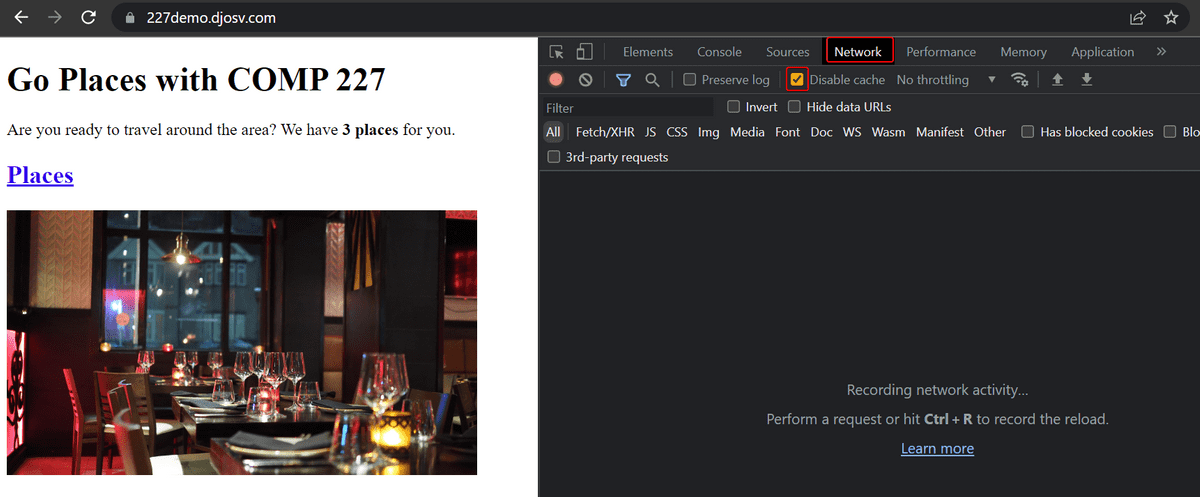 227demo.djosv.com
Go Places with COMP 227
Are you ready to travel around the area? We have 3 places for you.
Places
Elements Console Sources Network Performance Memory Application »
Preserve log Disable cache No throttling
Filter Invert Hide data URLs
All Fetch/XHR JS CSS Img Media Font Doc WS Wasm Manifest Other Has blocked cookies Blo
3rd-party requests
Recording network activity...
Perform a request or hit Ctrl + R to record the reload.
Learn more